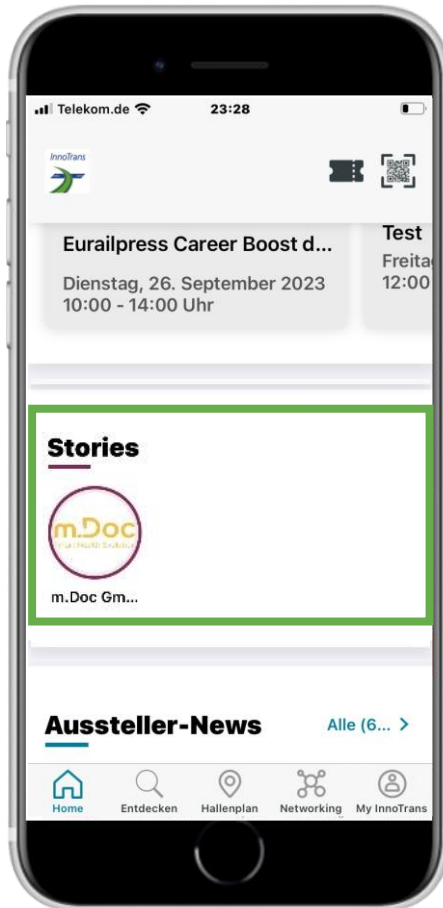 Telekom.de
23:28
InnoTrans
Eurailpress Career Boost d...
Dienstag, 26. September 2023
10:00 - 14:00 Uhr
Test
Freita
12:00
Stories
m.Doc
m.Doc Gm...
Aussteller-News
Alle (6... >
Home
Entdecken
Hallenplan
Networking
My InnoTrans